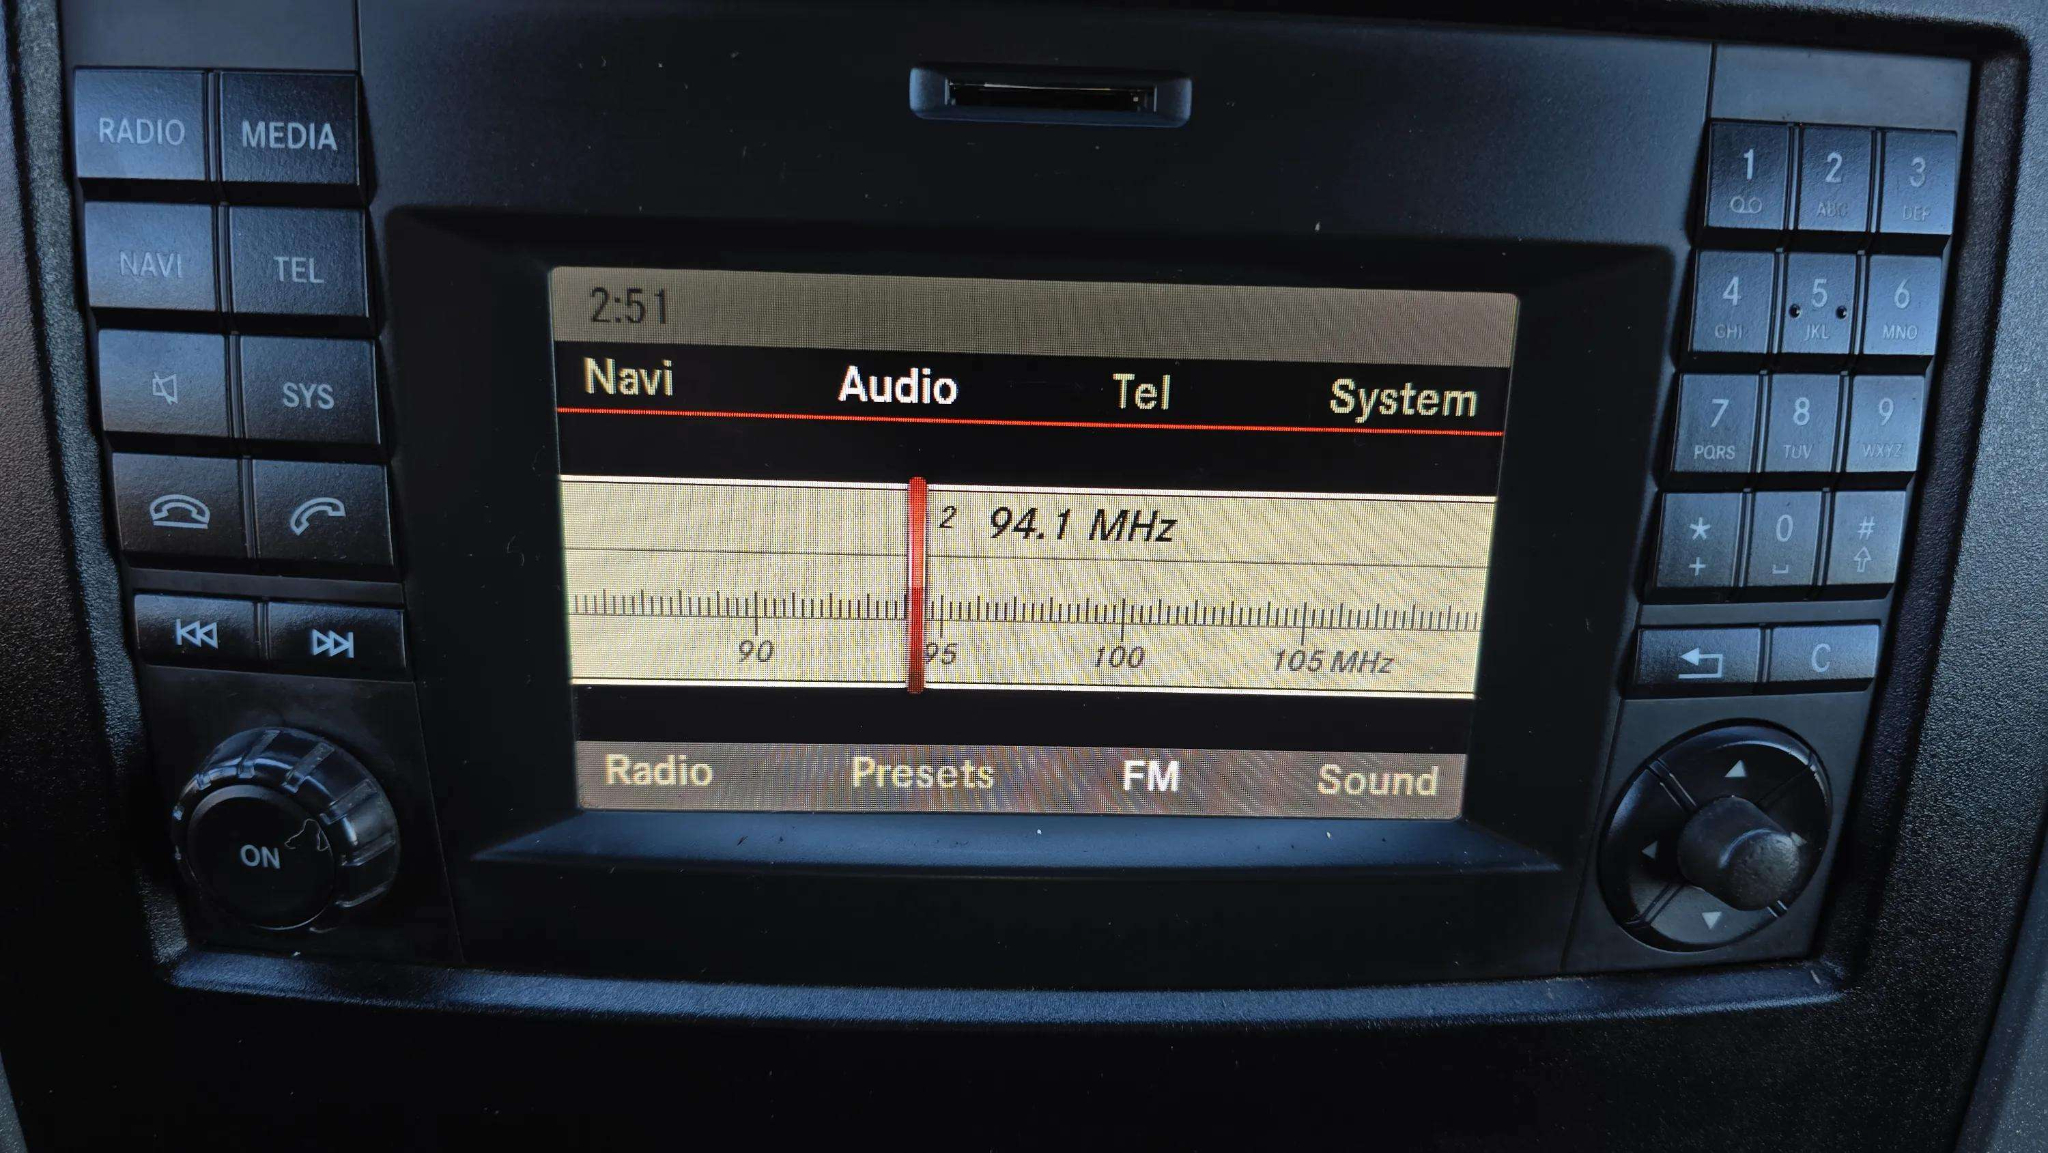 RADIO MEDIA
NAVI TEL
SYS
ON
2:51
Navi Audio Tel System
2 94.1 MHz
90 95 100 105 MHz
Radio Presets FM Sound
1 2 3
ABC DEF
4 5 6
GHI JKL MNO
7 8 9
PQRS TUV WXYZ
* 0 #
+
C